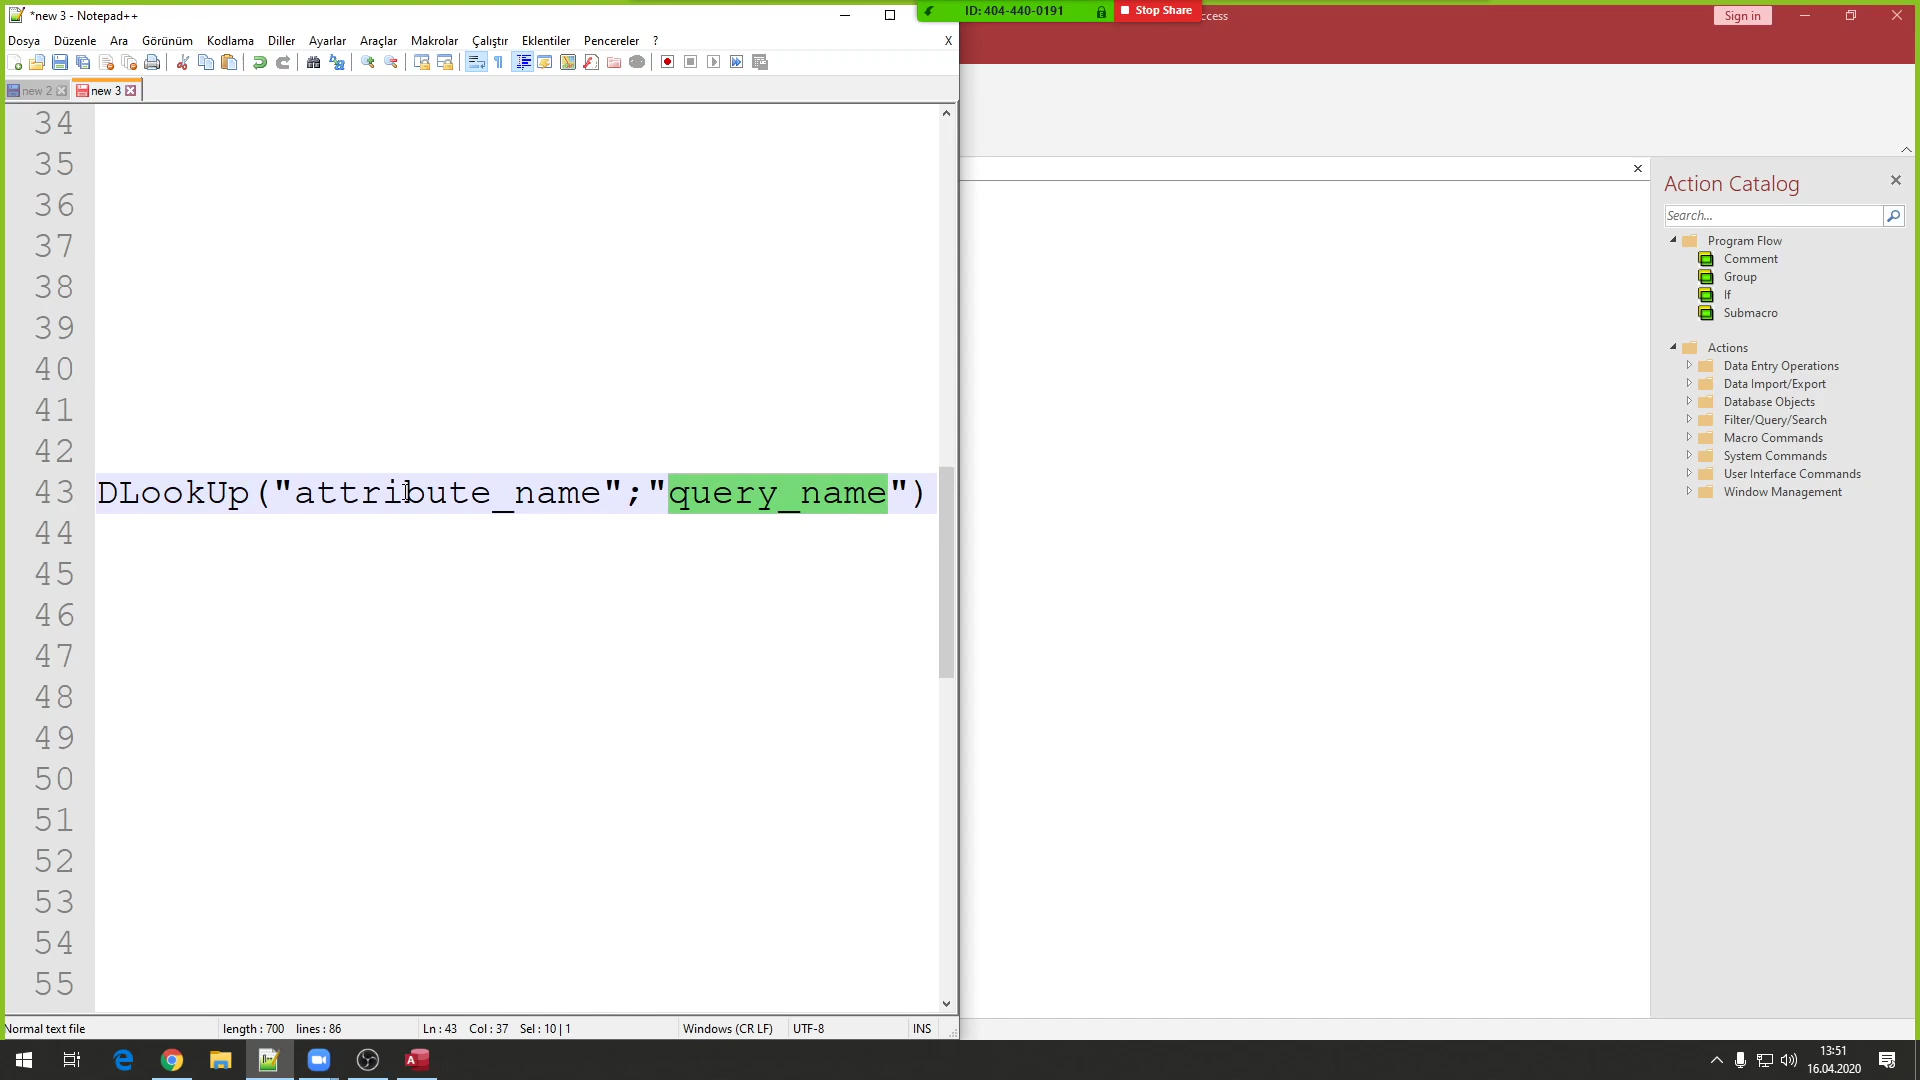 *new 3 - Notepad++
ID: 404-440-0191
Stop Share
ccess
Sign in
Dosya Düzenle Ara Görünüm Kodlama Diller Ayarlar Araçlar Makrolar Çalıştır Eklentiler Pencereler ? X
new 2
new 3
34
35
36
37
38
39
40
41
42
43 DLookUp("attribute_name";"query_name")
44
45
46
47
48
49
50
51
52
53
54
55
Action Catalog
Search...
Program Flow
Comment
Group
If
Submacro
Actions
Data Entry Operations
Data Import/Export
Database Objects
Filter/Query/Search
Macro Commands
System Commands
User Interface Commands
Window Management
Normal text file length : 700 lines : 86 Ln : 43 Col : 37 Sel : 10 | 1 Windows (CR LF) UTF-8 INS
13:51
16.04.2020